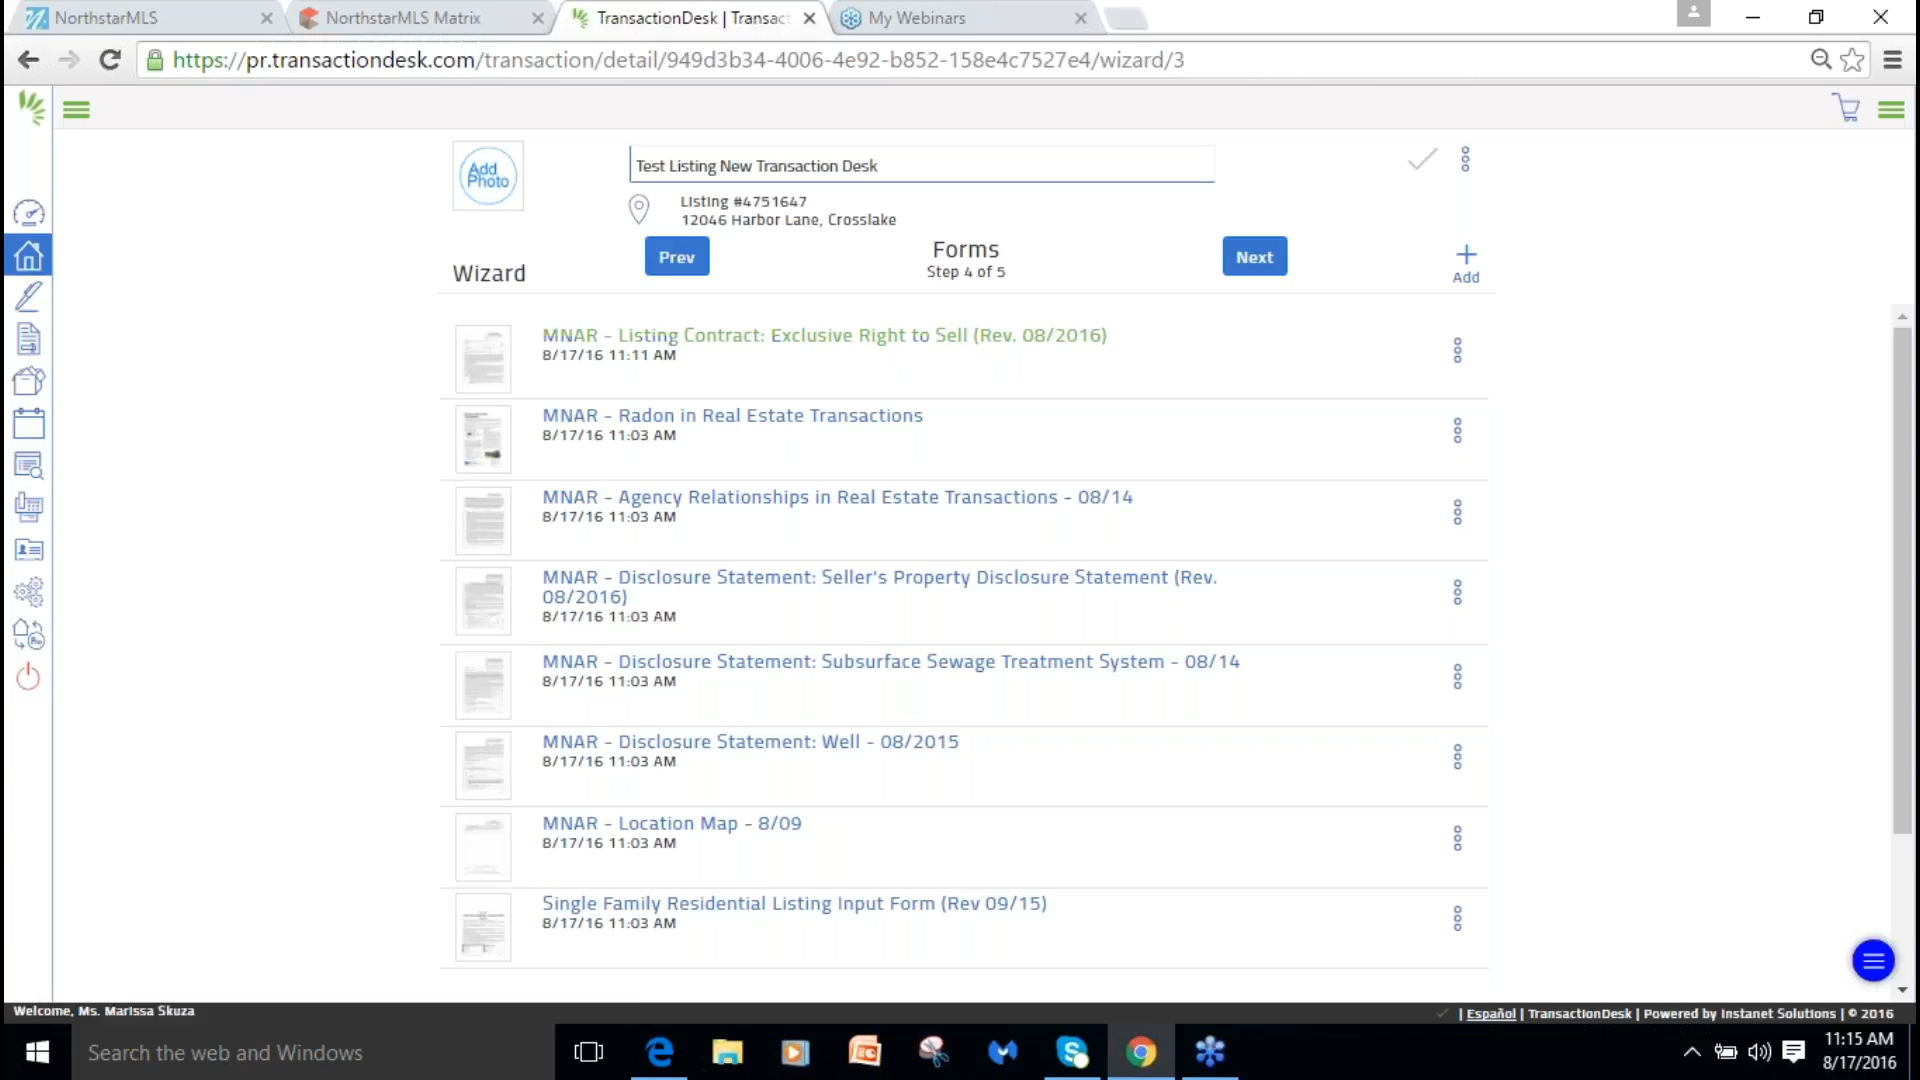 NorthstarMLS
NorthstarMLS Matrix
TransactionDesk | Transact
My Webinars
https://pr.transactiondesk.com/transaction/detail/949d3b34-4006-4e92-b852-158e4c7527e4/wizard/3
Add
Photo
Test Listing New Transaction Desk
Listing #4751647
12046 Harbor Lane, Crosslake
Wizard
Prev
Forms
Step 4 of 5
Next
Add
MNAR - Listing Contract: Exclusive Right to Sell (Rev. 08/2016)
8/17/16 11:11 AM
MNAR - Radon in Real Estate Transactions
8/17/16 11:03 AM
MNAR - Agency Relationships in Real Estate Transactions - 08/14
8/17/16 11:03 AM
MNAR - Disclosure Statement: Seller's Property Disclosure Statement (Rev.
08/2016)
8/17/16 11:03 AM
MNAR - Disclosure Statement: Subsurface Sewage Treatment System - 08/14
8/17/16 11:03 AM
MNAR - Disclosure Statement: Well - 08/2015
8/17/16 11:03 AM
MNAR - Location Map - 8/09
8/17/16 11:03 AM
Single Family Residential Listing Input Form (Rev 09/15)
8/17/16 11:03 AM
Welcome, Ms. Marissa Skuza
| Español | TransactionDesk | Powered by Instanet Solutions | © 2016
Search the web and Windows
11:15 AM
8/17/2016